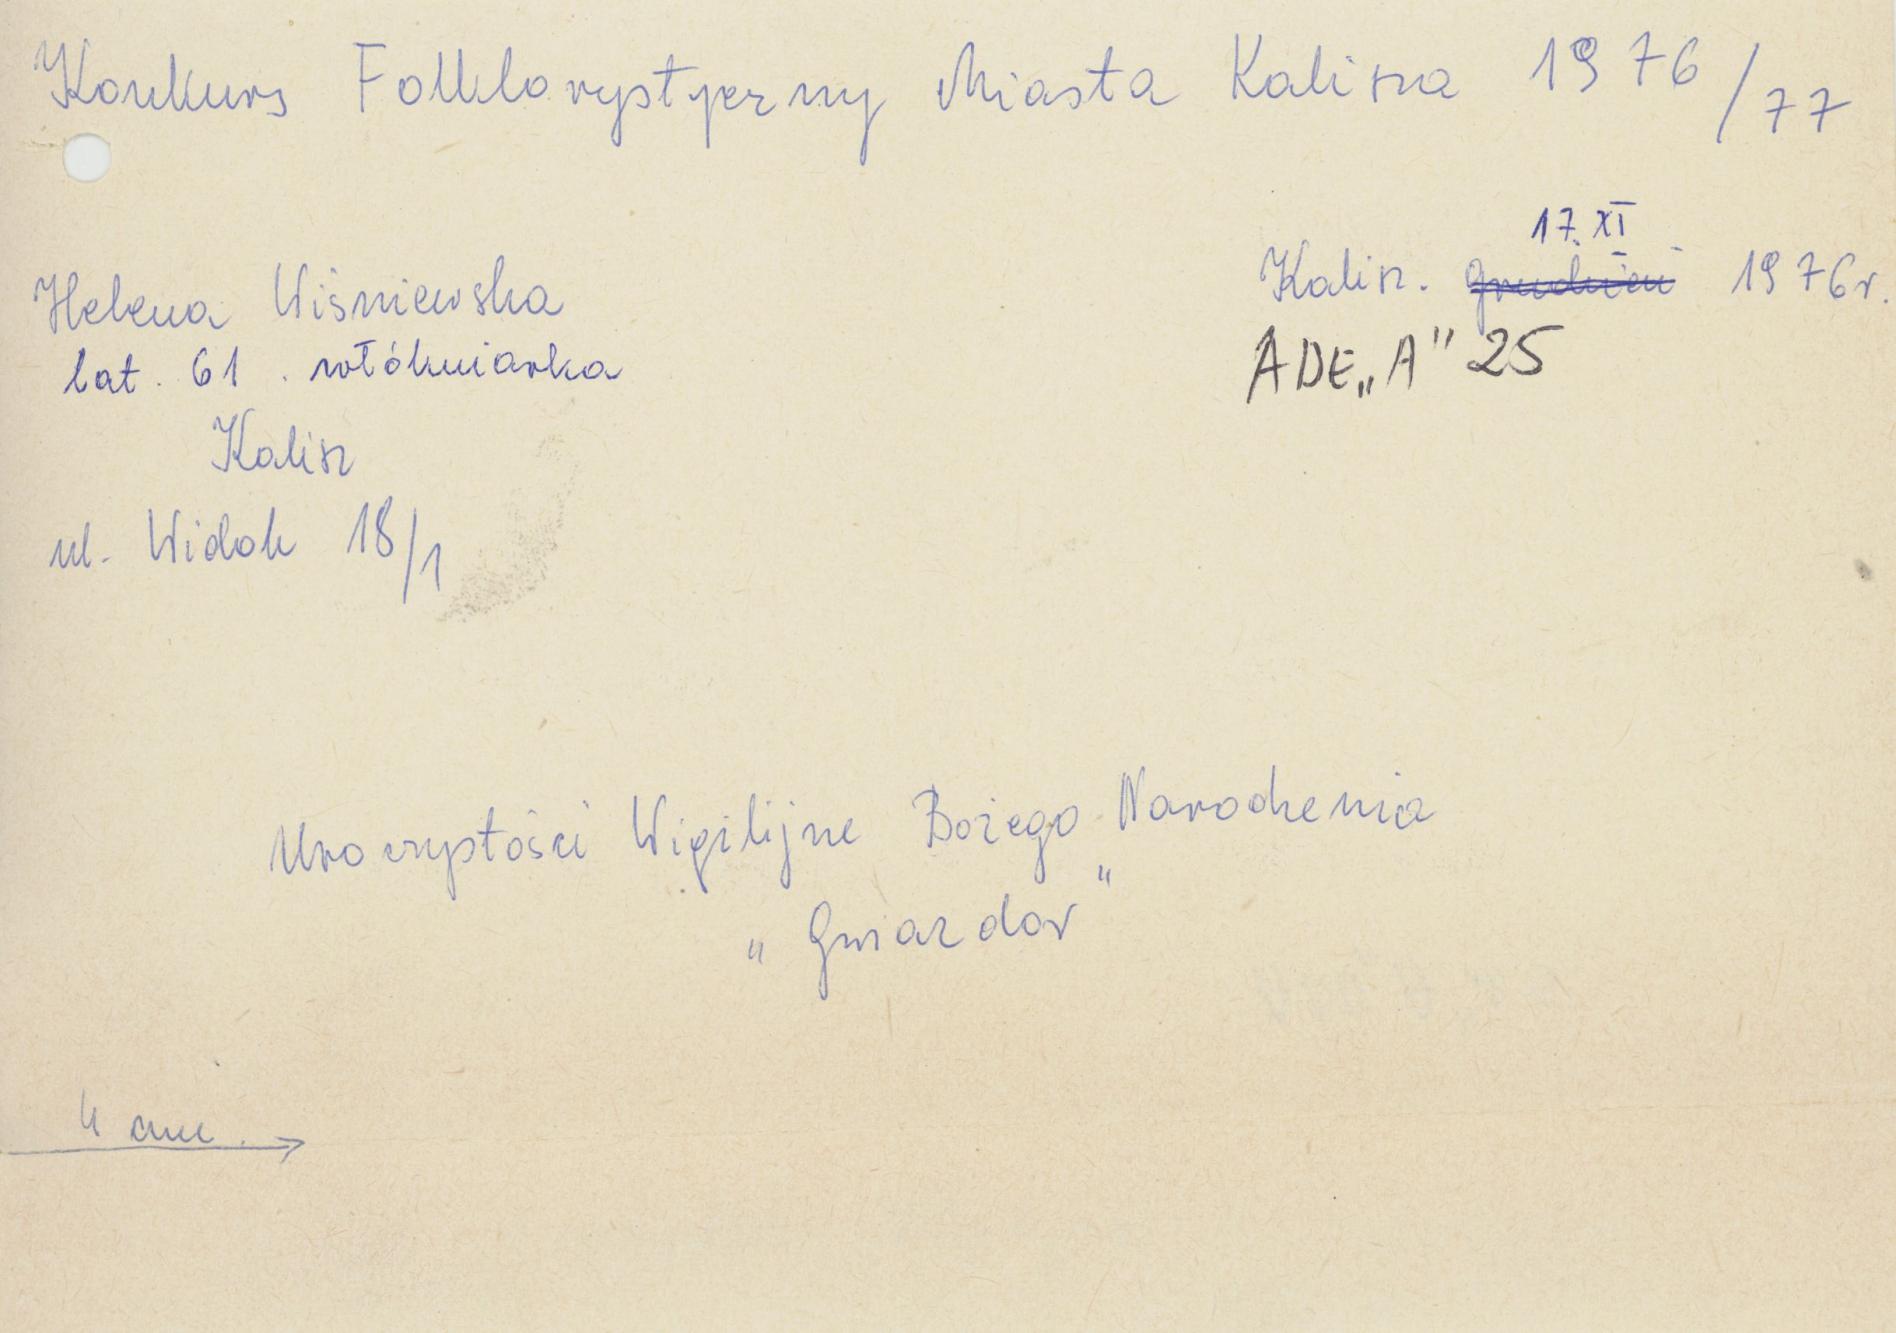 Konkurs Folklorystyczny Miasta Kalisza 1976/77
17. XI
Kalisz. grudzień 1976r.
ADE „A" 25
Helena Wiśniewska
lat. 61. włókniarka
Kalisz
ul. Widok 18/1
Uroczystości Wigilijne Bożego Narodzenia
„Gwiazdor"
4